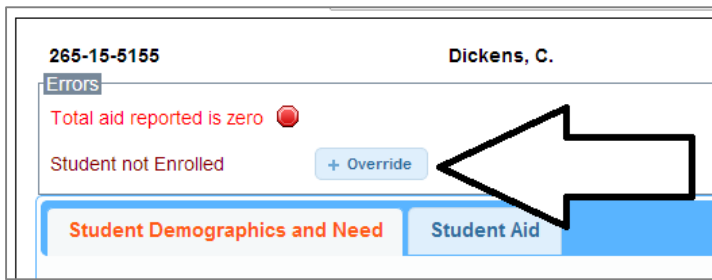 265-15-5155 Dickens, C.
Errors
Total aid reported is zero
Student not Enrolled + Override
Student Demographics and Need Student Aid